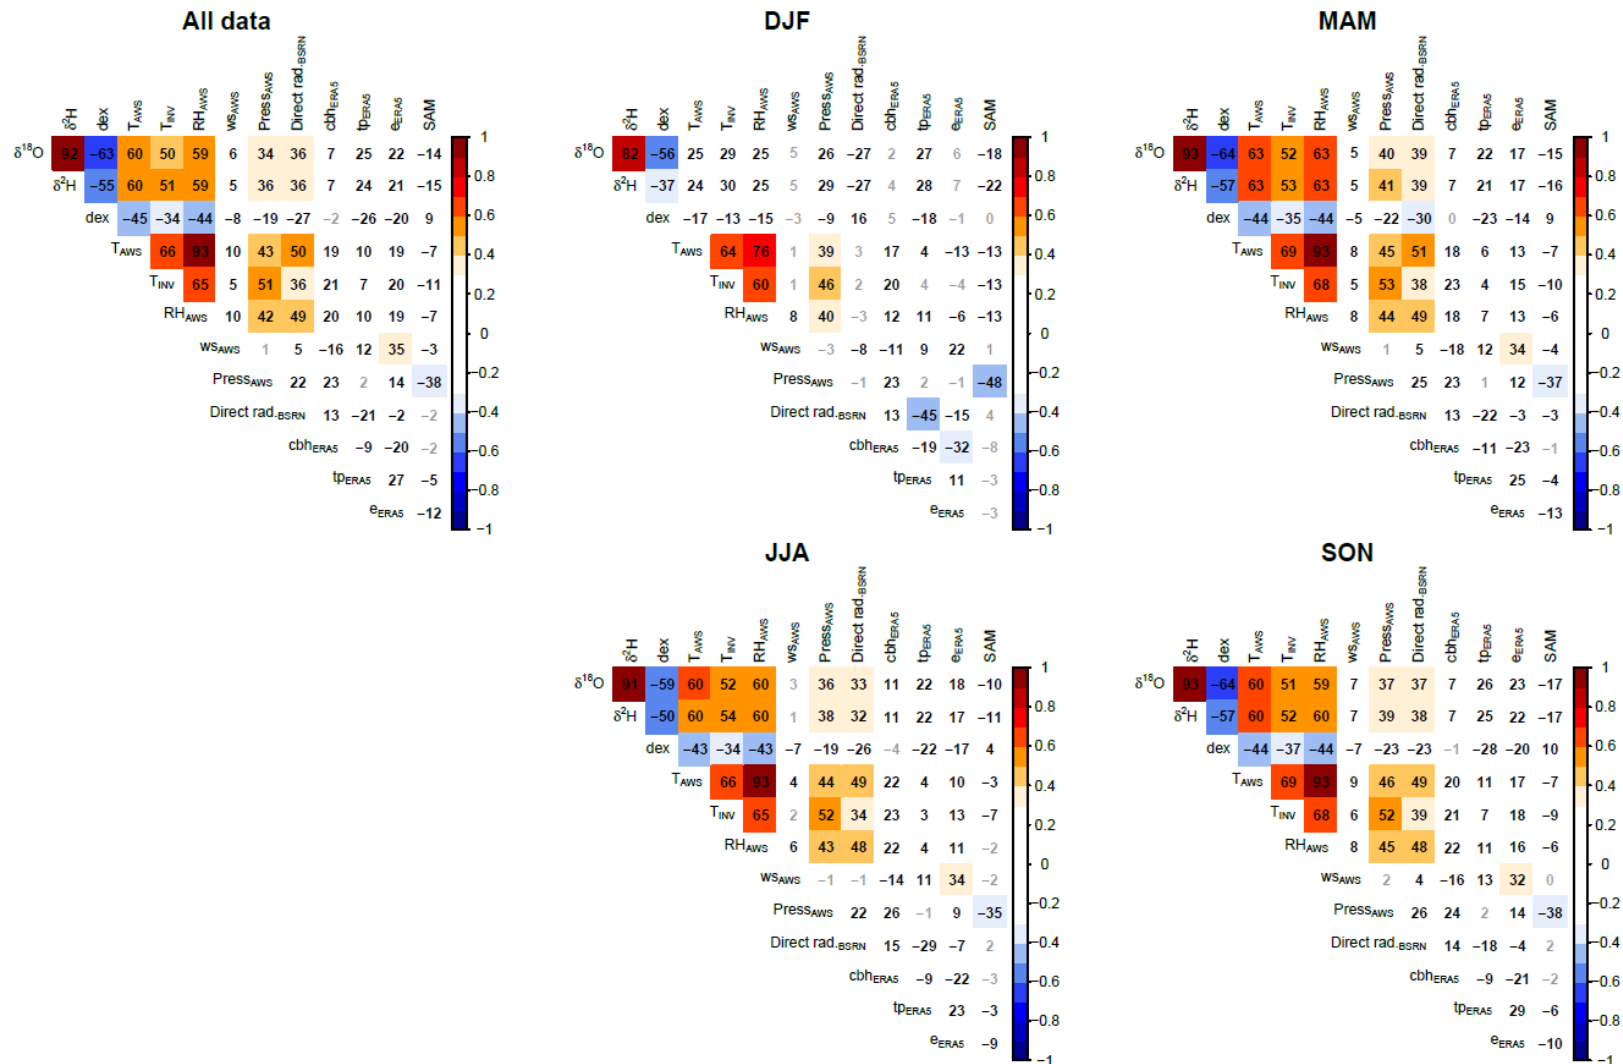 All data
δ²H dex T_AWS T_INV RH_AWS ws_AWS Press_AWS Direct rad._BSRN cbh_ERA5 tp_ERA5 e_ERA5 SAM
δ¹⁸O 92 −63 60 50 59 6 34 36 7 25 22 −14
δ²H −55 60 51 59 5 36 36 7 24 21 −15
dex −45 −34 −44 −8 −19 −27 −2 −26 −20 9
T_AWS 66 93 10 43 50 19 10 19 −7
T_INV 65 5 51 36 21 7 20 −11
RH_AWS 10 42 49 20 10 19 −7
ws_AWS 1 5 −16 12 35 −3
Press_AWS 22 23 2 14 −38
Direct rad._BSRN 13 −21 −2 −2
cbh_ERA5 −9 −20 −2
tp_ERA5 27 −5
e_ERA5 −12
1
0.8
0.6
0.4
0.2
0
−0.2
−0.4
−0.6
−0.8
−1
DJF
δ²H dex T_AWS T_INV RH_AWS ws_AWS Press_AWS Direct rad._BSRN cbh_ERA5 tp_ERA5 e_ERA5 SAM
δ¹⁸O 82 −56 25 29 25 5 26 −27 2 27 6 −18
δ²H −37 24 30 25 5 29 −27 4 28 7 −22
dex −17 −13 −15 −3 −9 16 5 −18 −1 0
T_AWS 64 76 1 39 3 17 4 −13 −13
T_INV 60 1 46 2 20 4 −4 −13
RH_AWS 8 40 −3 12 11 −6 −13
ws_AWS −3 −8 −11 9 22 1
Press_AWS −1 23 2 −1 −48
Direct rad._BSRN 13 −45 −15 4
cbh_ERA5 −19 −32 −8
tp_ERA5 11 −3
e_ERA5 −3
1
0.8
0.6
0.4
0.2
0
−0.2
−0.4
−0.6
−0.8
−1
MAM
δ²H dex T_AWS T_INV RH_AWS ws_AWS Press_AWS Direct rad._BSRN cbh_ERA5 tp_ERA5 e_ERA5 SAM
δ¹⁸O 93 −64 63 52 63 5 40 39 7 22 17 −15
δ²H −57 63 53 63 5 41 39 7 21 17 −16
dex −44 −35 −44 −5 −22 −30 0 −23 −14 9
T_AWS 69 93 8 45 51 18 6 13 −7
T_INV 68 5 53 38 23 4 15 −10
RH_AWS 8 44 49 18 7 13 −6
ws_AWS 1 5 −18 12 34 −4
Press_AWS 25 23 1 12 −37
Direct rad._BSRN 13 −22 −3 −3
cbh_ERA5 −11 −23 −1
tp_ERA5 25 −4
e_ERA5 −13
1
0.8
0.6
0.4
0.2
0
−0.2
−0.4
−0.6
−0.8
−1
JJA
δ²H dex T_AWS T_INV RH_AWS ws_AWS Press_AWS Direct rad._BSRN cbh_ERA5 tp_ERA5 e_ERA5 SAM
δ¹⁸O 91 −59 60 52 60 3 36 33 11 22 18 −10
δ²H −50 60 54 60 1 38 32 11 22 17 −11
dex −43 −34 −43 −7 −19 −26 −4 −22 −17 4
T_AWS 66 93 4 44 49 22 4 10 −3
T_INV 65 2 52 34 23 3 13 −7
RH_AWS 6 43 48 22 4 11 −2
ws_AWS −1 −1 −14 11 34 −2
Press_AWS 22 26 −1 9 −35
Direct rad._BSRN 15 −29 −7 2
cbh_ERA5 −9 −22 −3
tp_ERA5 23 −3
e_ERA5 −9
1
0.8
0.6
0.4
0.2
0
−0.2
−0.4
−0.6
−0.8
−1
SON
δ²H dex T_AWS T_INV RH_AWS ws_AWS Press_AWS Direct rad._BSRN cbh_ERA5 tp_ERA5 e_ERA5 SAM
δ¹⁸O 93 −64 60 51 59 7 37 37 7 26 23 −17
δ²H −57 60 52 60 7 39 38 7 25 22 −17
dex −44 −37 −44 −7 −23 −23 −1 −28 −20 10
T_AWS 69 93 9 46 49 20 11 17 −7
T_INV 68 6 52 39 21 7 18 −9
RH_AWS 8 45 48 22 11 16 −6
ws_AWS 2 4 −16 13 32 0
Press_AWS 26 24 2 14 −38
Direct rad._BSRN 14 −18 −4 2
cbh_ERA5 −9 −21 −2
tp_ERA5 29 −6
e_ERA5 −10
1
0.8
0.6
0.4
0.2
0
−0.2
−0.4
−0.6
−0.8
−1